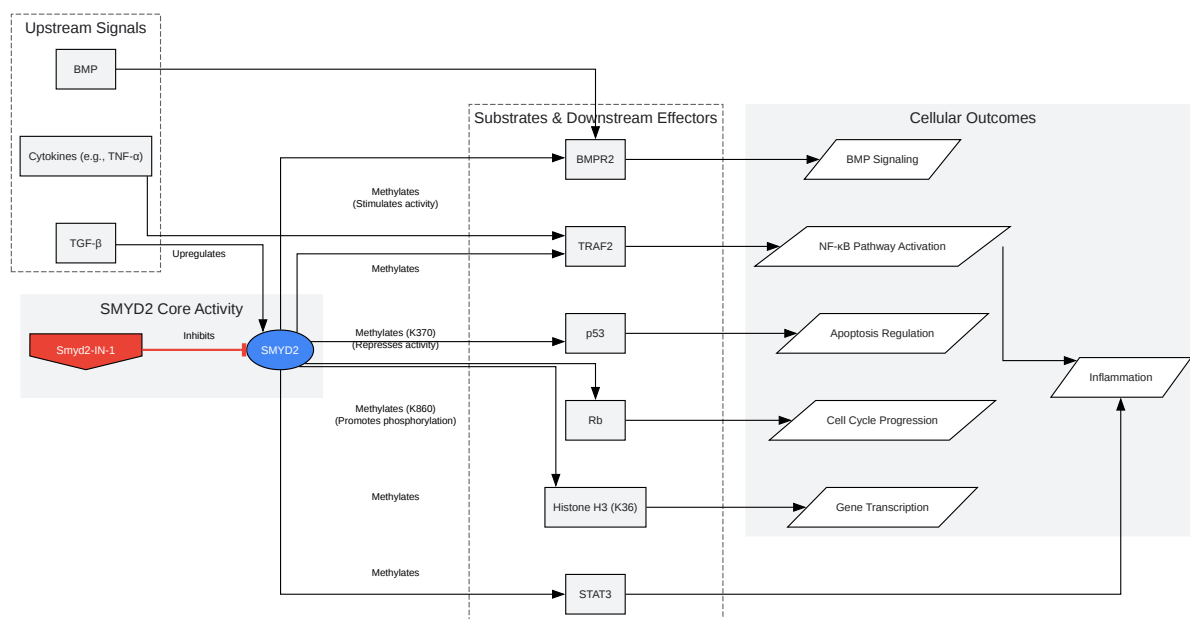 Upstream Signals
BMP
Cytokines (e.g., TNF-α)
TGF-β
Upregulates
SMYD2 Core Activity
Smyd2-IN-1
Inhibits
SMYD2
Methylates
(Stimulates activity)
Methylates
Methylates (K370)
(Represses activity)
Methylates (K860)
(Promotes phosphorylation)
Methylates
Methylates
Substrates & Downstream Effectors
BMPR2
TRAF2
p53
Rb
Histone H3 (K36)
STAT3
Cellular Outcomes
BMP Signaling
NF-κB Pathway Activation
Apoptosis Regulation
Inflammation
Cell Cycle Progression
Gene Transcription